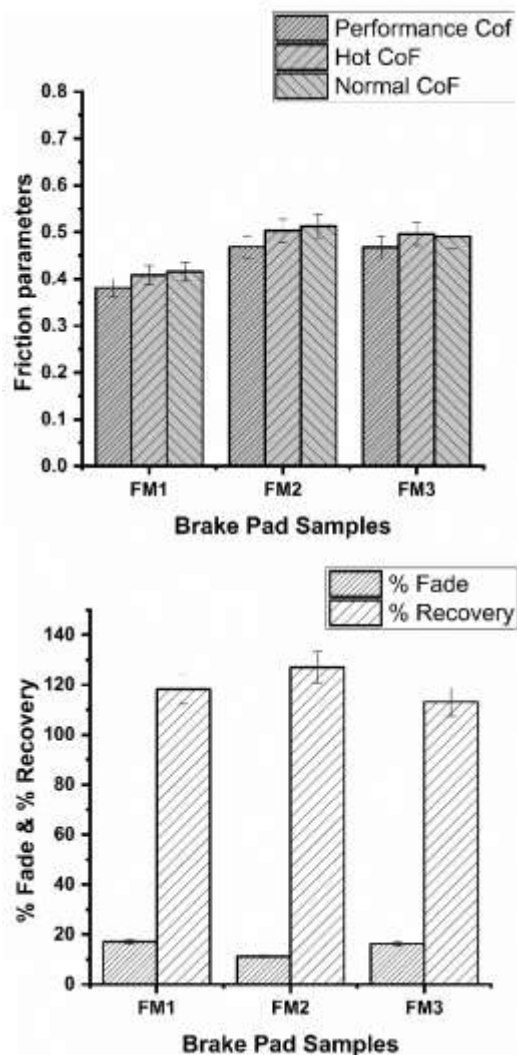 Performance Cof
Hot CoF
Normal CoF
0.8
0.7
0.6
0.5
0.4
0.3
0.2
0.1
0.0
Friction parameters
FM1 FM2 FM3
Brake Pad Samples
% Fade
% Recovery
140
120
100
80
60
40
20
0
% Fade & % Recovery
FM1 FM2 FM3
Brake Pad Samples